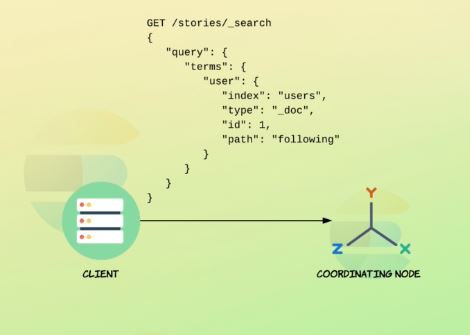 GET /stories/_search
{
   "query": {
      "terms": {
         "user": {
            "index": "users",
            "type": "_doc",
            "id": 1,
            "path": "following"
         }
      }
   }
}
Y
Z
X
CLIENT
COORDINATING NODE